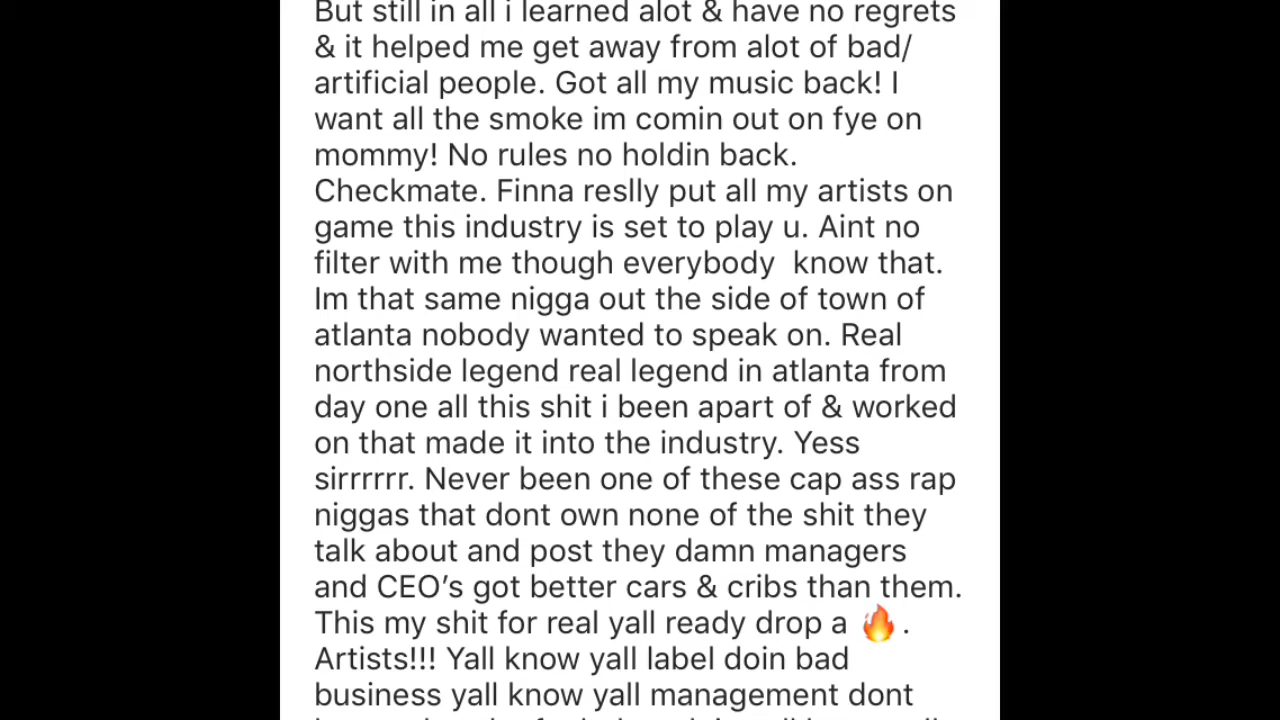 But still in all i learned alot & have no regrets
& it helped me get away from alot of bad/
artificial people. Got all my music back! I
want all the smoke im comin out on fye on
mommy! No rules no holdin back.
Checkmate. Finna reslly put all my artists on
game this industry is set to play u. Aint no
filter with me though everybody  know that.
Im that same nigga out the side of town of
atlanta nobody wanted to speak on. Real
northside legend real legend in atlanta from
day one all this shit i been apart of & worked
on that made it into the industry. Yess
sirrrrrr. Never been one of these cap ass rap
niggas that dont own none of the shit they
talk about and post they damn managers
and CEO’s got better cars & cribs than them.
This my shit for real yall ready drop a 🔥.
Artists!!! Yall know yall label doin bad
business yall know yall management dont